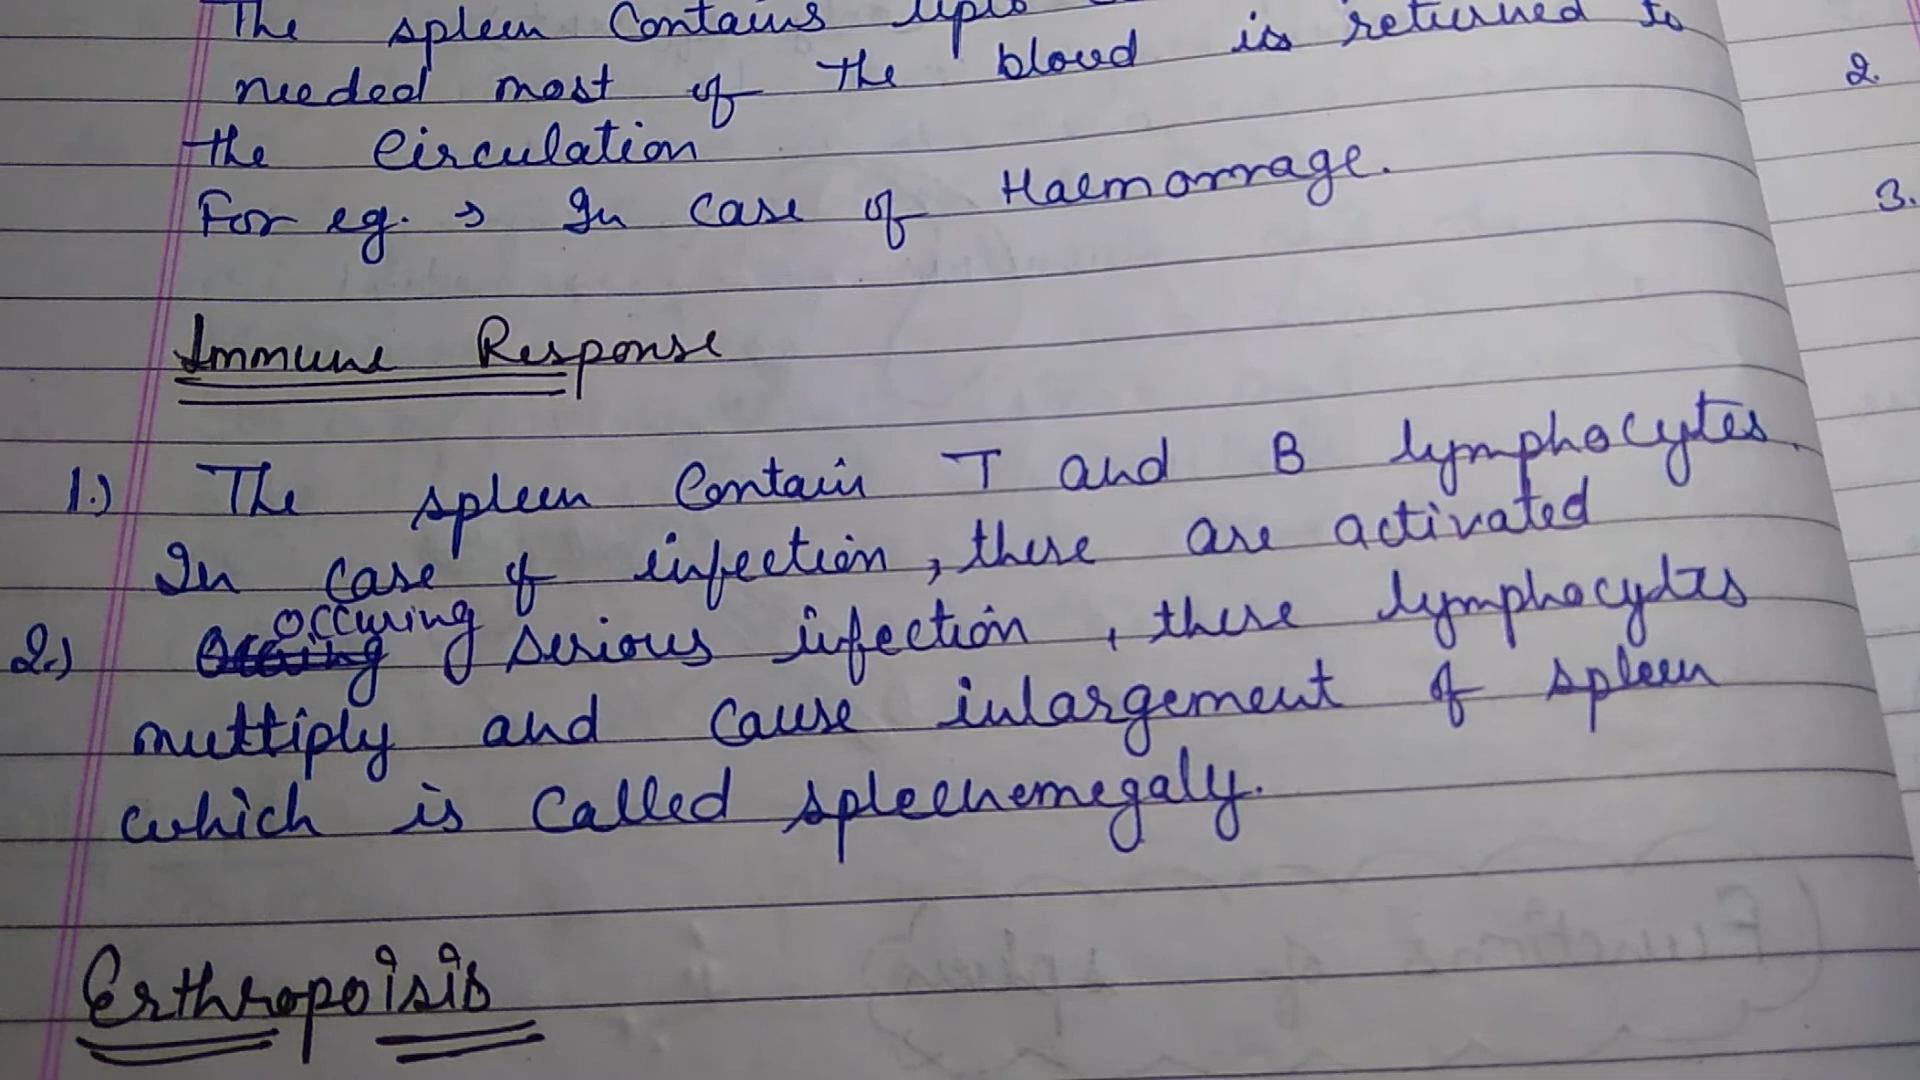 The spleen Contains upto
needed most of the blood is returned to
the Circulation
For eg. → In case of Haemorrage.
Immune Response
1.) The spleen Contain T and B lymphocytes.
In case of infection, these are activated
2.) occuring serious infection, these lymphocytes
multiply and cause inlargement of spleen
which is called spleenemegaly.
Erthropoisis
2.
3.